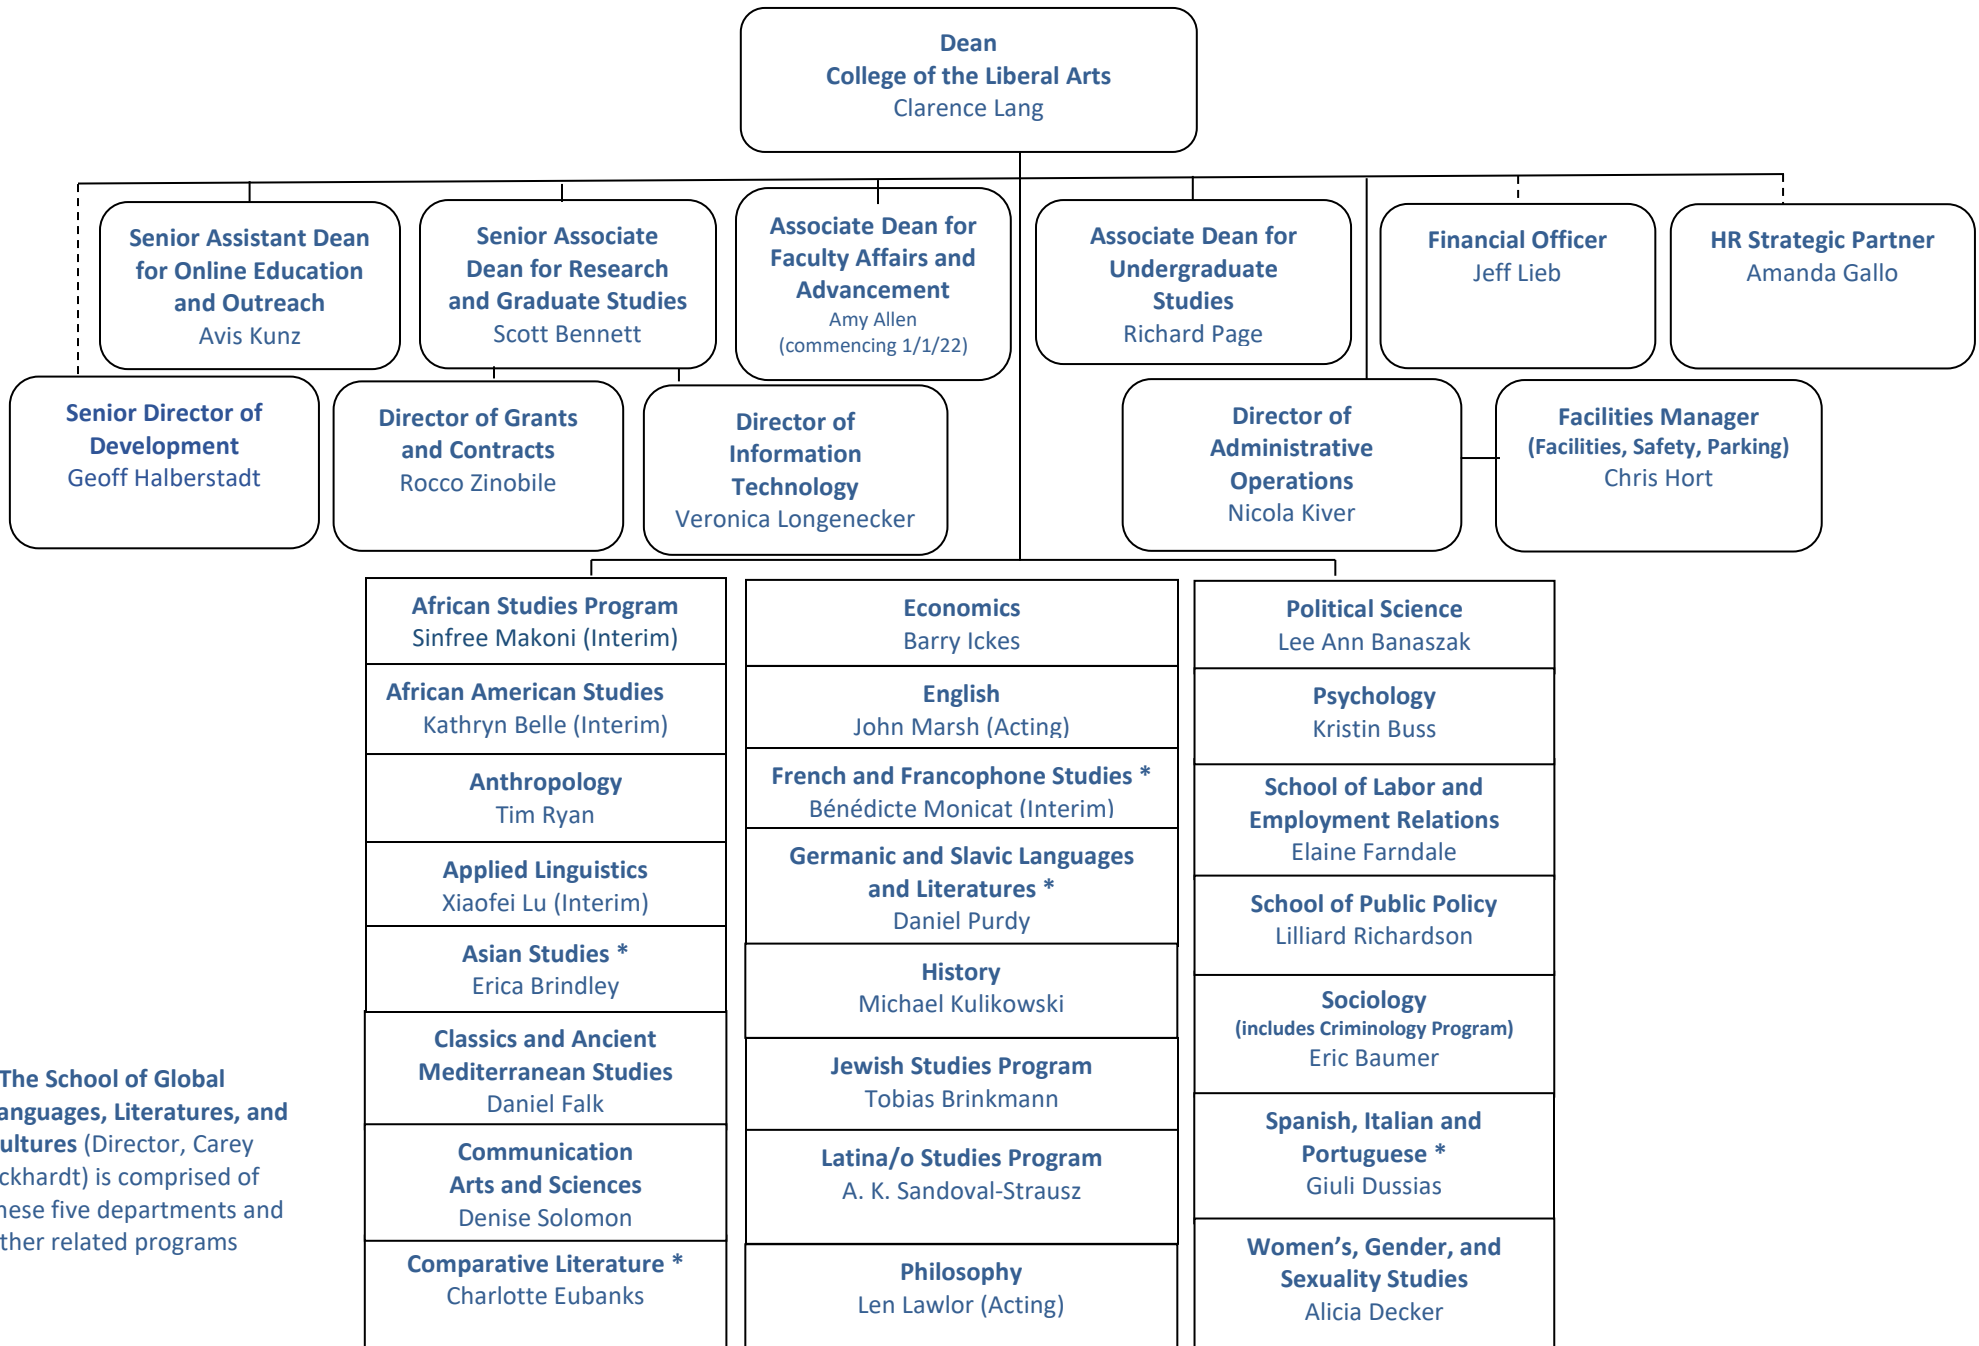 Dean
College of the Liberal Arts
Clarence Lang
Senior Assistant Dean
for Online Education
and Outreach
Avis Kunz
Senior Associate
Dean for Research
and Graduate Studies
Scott Bennett
Associate Dean for
Faculty Affairs and
Advancement
Amy Allen
(commencing 1/1/22)
Associate Dean for
Undergraduate
Studies
Richard Page
Financial Officer
Jeff Lieb
HR Strategic Partner
Amanda Gallo
Senior Director of
Development
Geoff Halberstadt
Director of Grants
and Contracts
Rocco Zinobile
Director of
Information
Technology
Veronica Longenecker
Director of
Administrative
Operations
Nicola Kiver
Facilities Manager
(Facilities, Safety, Parking)
Chris Hort
African Studies Program
Sinfree Makoni (Interim)
African American Studies
Kathryn Belle (Interim)
Anthropology
Tim Ryan
Applied Linguistics
Xiaofei Lu (Interim)
Asian Studies *
Erica Brindley
Classics and Ancient
Mediterranean Studies
Daniel Falk
Communication
Arts and Sciences
Denise Solomon
Comparative Literature *
Charlotte Eubanks
Economics
Barry Ickes
English
John Marsh (Acting)
French and Francophone Studies *
Bénédicte Monicat (Interim)
Germanic and Slavic Languages
and Literatures *
Daniel Purdy
History
Michael Kulikowski
Jewish Studies Program
Tobias Brinkmann
Latina/o Studies Program
A. K. Sandoval-Strausz
Philosophy
Len Lawlor (Acting)
Political Science
Lee Ann Banaszak
Psychology
Kristin Buss
School of Labor and
Employment Relations
Elaine Farndale
School of Public Policy
Lilliard Richardson
Sociology
(includes Criminology Program)
Eric Baumer
Spanish, Italian and
Portuguese *
Giuli Dussias
Women's, Gender, and
Sexuality Studies
Alicia Decker
The School of Global
anguages, Literatures, and
ultures (Director, Carey
ckhardt) is comprised of
hese five departments and
ther related programs